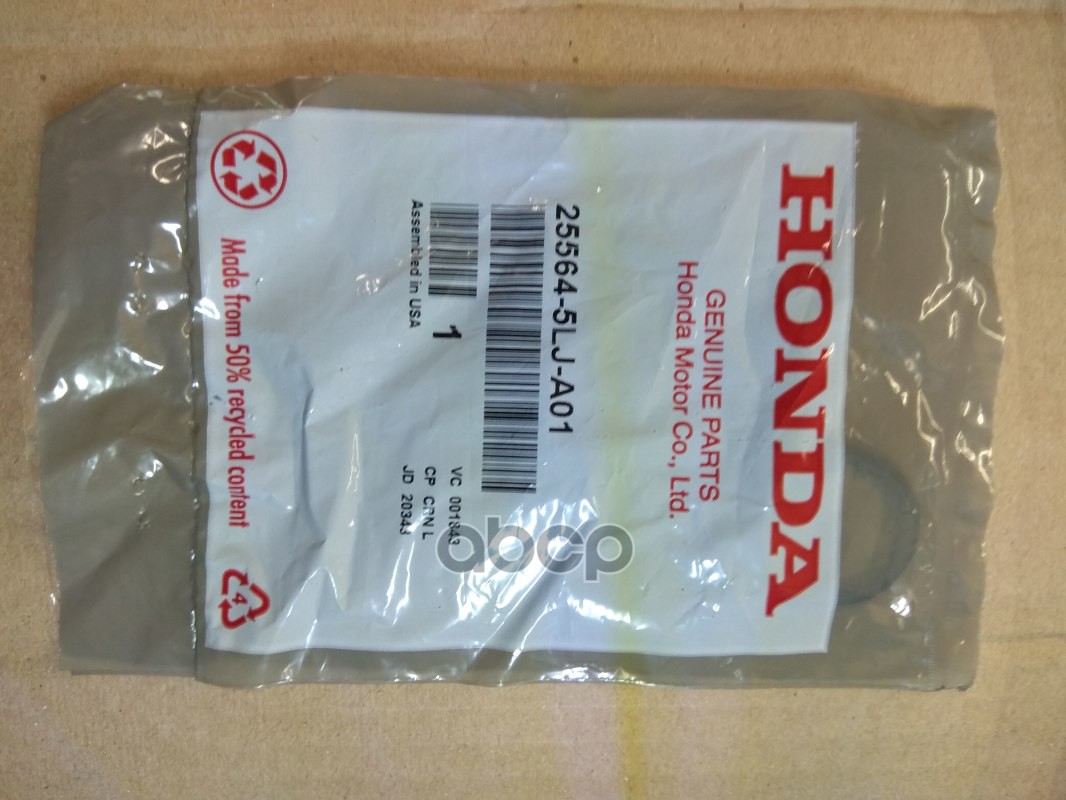 HONDA
GENUINE PARTS
Honda Motor Co., Ltd.
25564-5LJ-A01
1
Assembled in USA
VC 001843
CP CRN L
JD 20343
Made from 50% recycled content
4
abcp